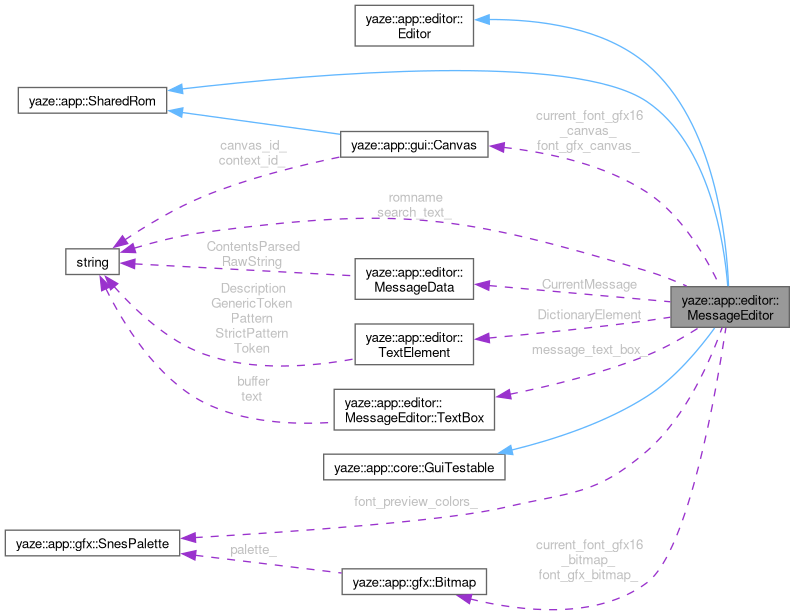 yaze::app::editor::
Editor
yaze::app::SharedRom
current_font_gfx16
_canvas_
font_gfx_canvas_
yaze::app::gui::Canvas
canvas_id_
context_id_
romname
search_text_
string
ContentsParsed
RawString
yaze::app::editor::
MessageData
CurrentMessage
yaze::app::editor::
MessageEditor
Description
GenericToken
Pattern
StrictPattern
Token
DictionaryElement
yaze::app::editor::
TextElement
message_text_box_
buffer
text
yaze::app::editor::
MessageEditor::TextBox
yaze::app::core::GuiTestable
font_preview_colors_
yaze::app::gfx::SnesPalette
palette_
current_font_gfx16
_bitmap_
font_gfx_bitmap_
yaze::app::gfx::Bitmap